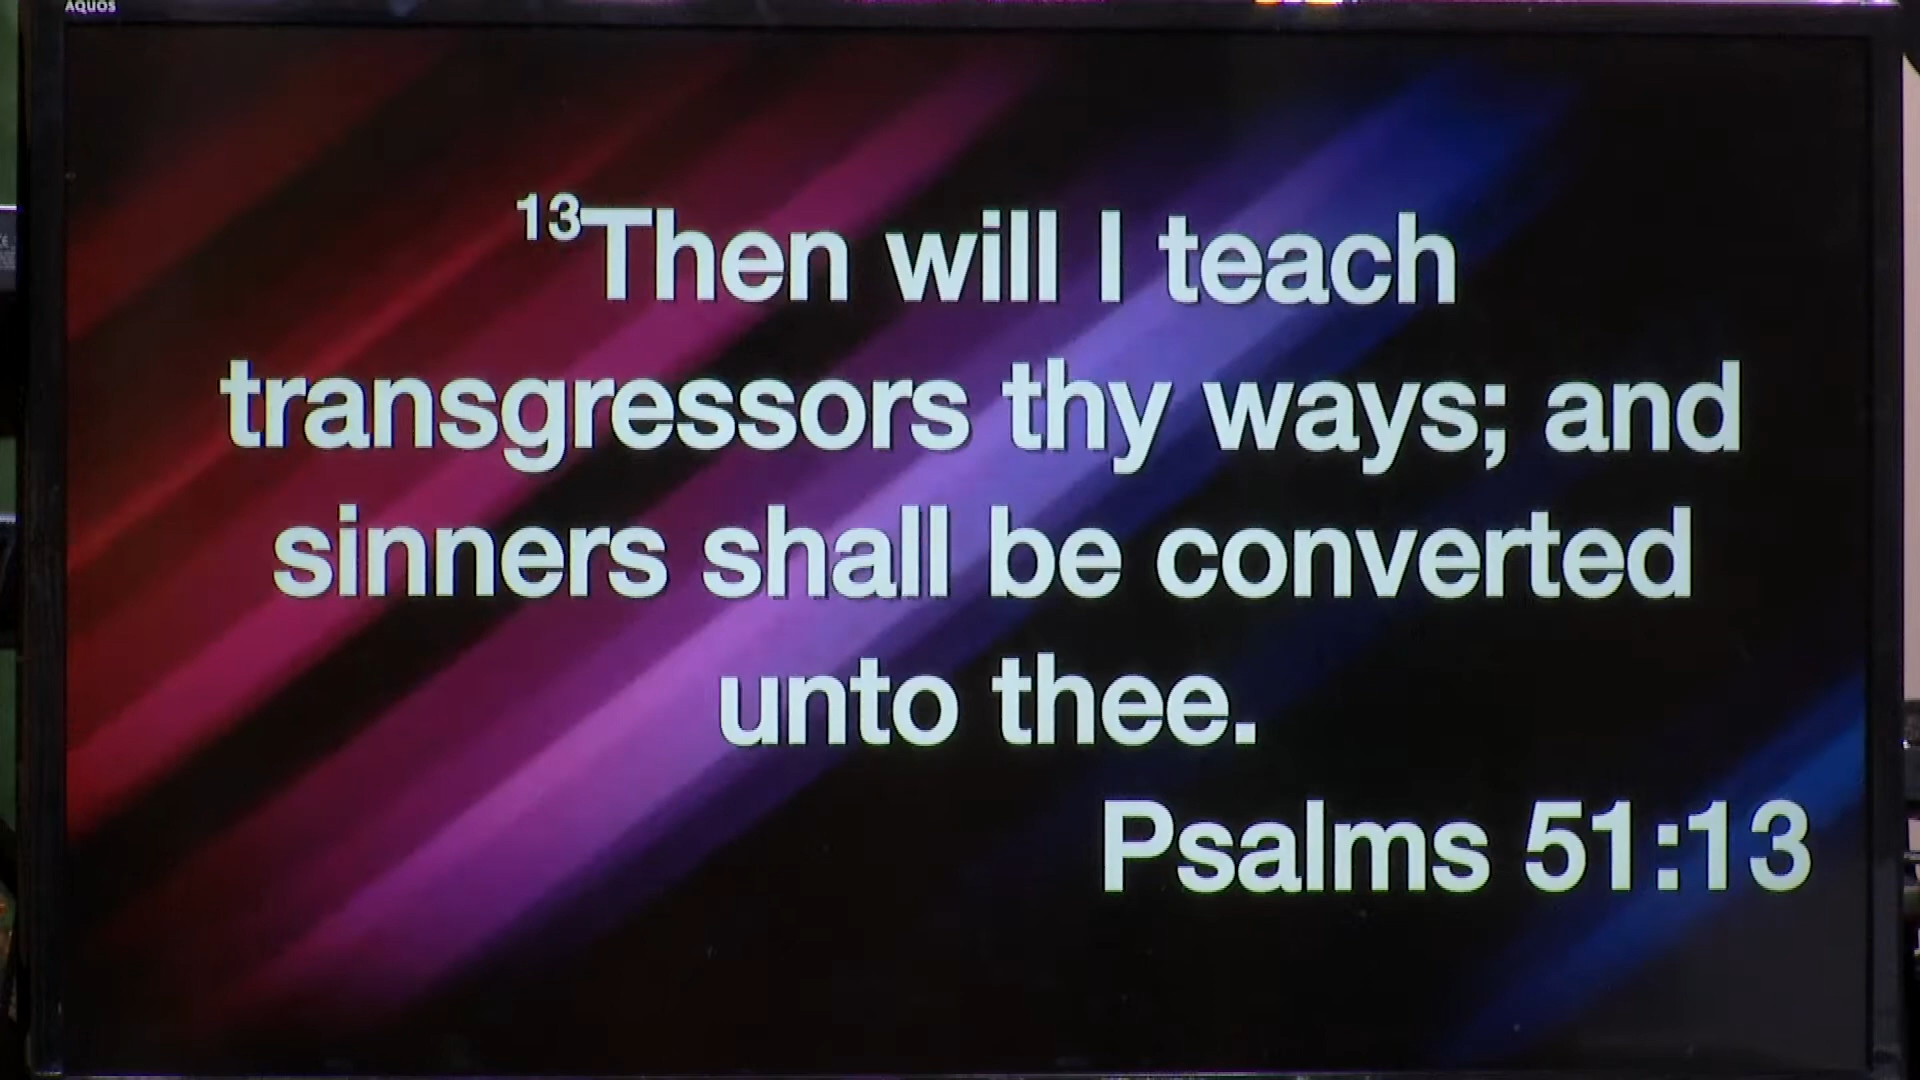 AQUOS
13Then will I teach
transgressors thy ways; and
sinners shall be converted
unto thee.
Psalms 51:13